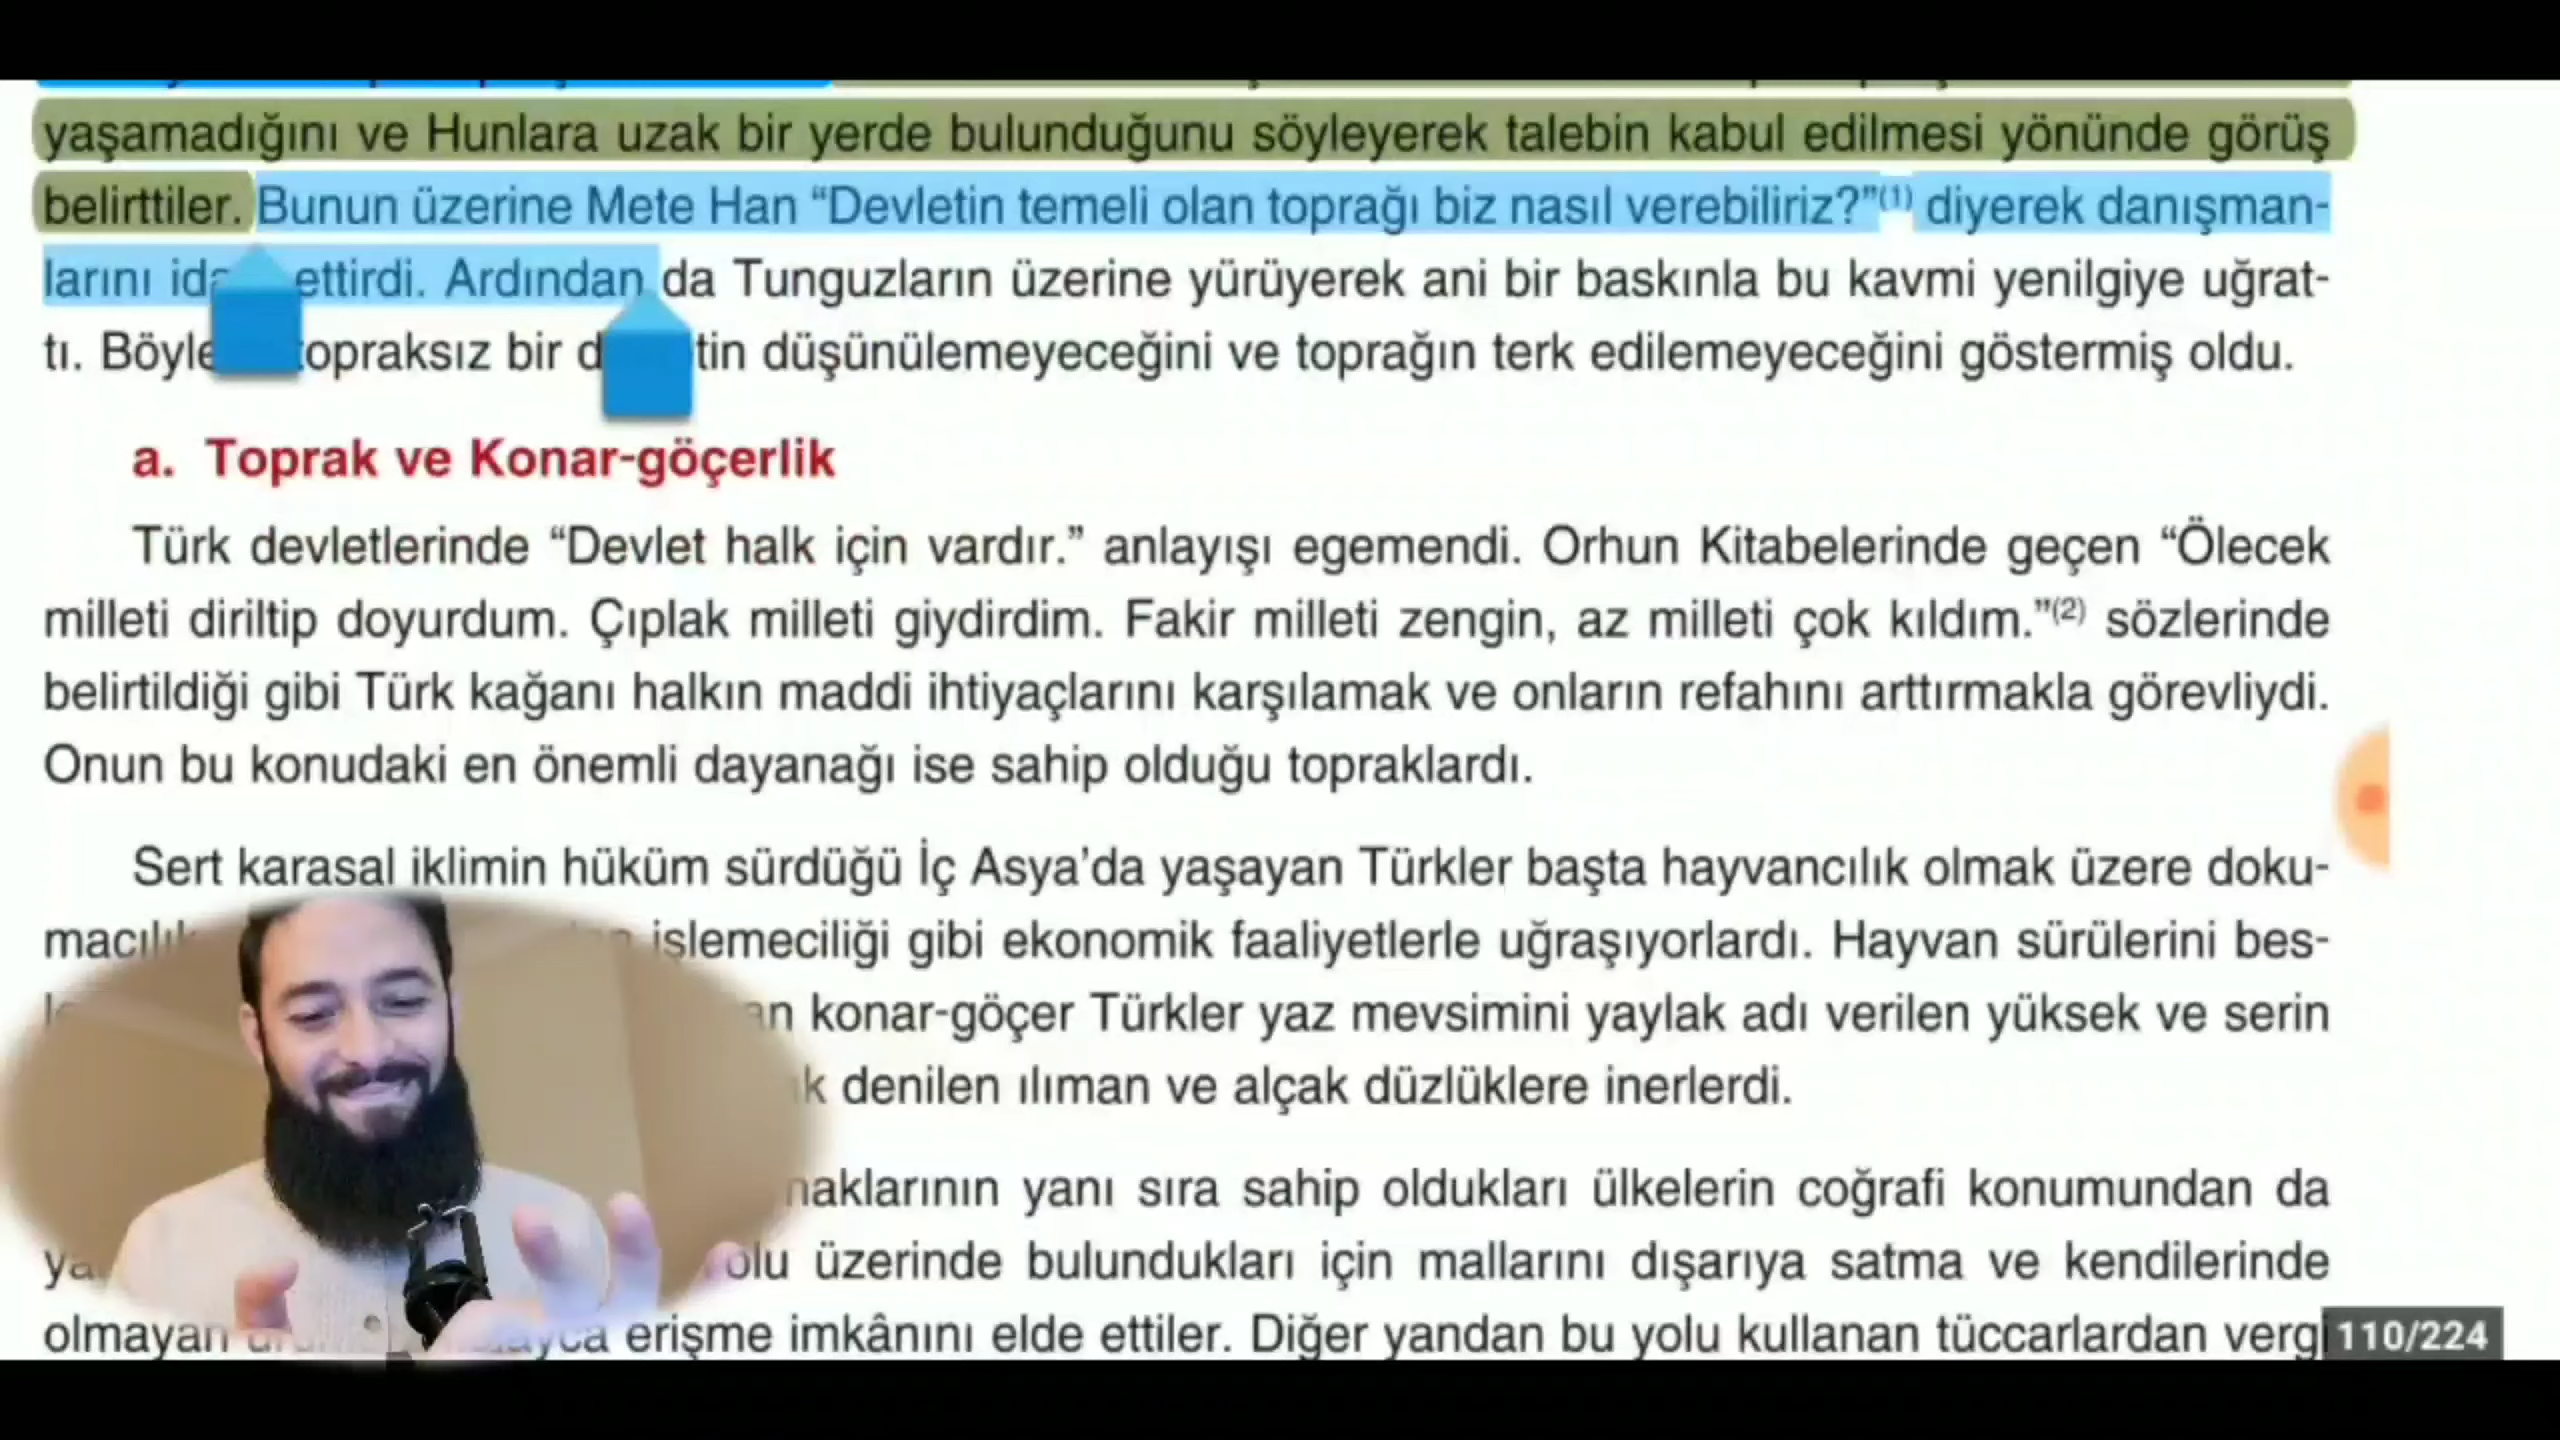 yaşamadığını ve Hunlara uzak bir yerde bulunduğunu söyleyerek talebin kabul edilmesi yönünde görüş
belirttiler. Bunun üzerine Mete Han “Devletin temeli olan toprağı biz nasıl verebiliriz?”(1) diyerek danışman-
larını ettirdi. Ardından da Tunguzların üzerine yürüyerek ani bir baskınla bu kavmi yenilgiye uğrat-
tı. topraksız bir düşünülemeyeceğini ve toprağın terk edilemeyeceğini göstermiş oldu.
a. Toprak ve Konar-göçerlik
Türk devletlerinde “Devlet halk için vardır.” anlayışı egemendi. Orhun Kitabelerinde geçen “Ölecek
milleti diriltip doyurdum. Çıplak milleti giydirdim. Fakir milleti zengin, az milleti çok kıldım.”(2) sözlerinde
belirtildiği gibi Türk kağanı halkın maddi ihtiyaçlarını karşılamak ve onların refahını arttırmakla görevliydi.
Onun bu konudaki en önemli dayanağı ise sahip olduğu topraklardı.
Sert karasal iklimin hüküm sürdüğü İç Asya’da yaşayan Türkler başta hayvancılık olmak üzere doku-
işlemeciliği gibi ekonomik faaliyetlerle uğraşıyorlardı. Hayvan sürülerini bes-
konar-göçer Türkler yaz mevsimini yaylak adı verilen yüksek ve serin
denilen ılıman ve alçak düzlüklere inerlerdi.
yanı sıra sahip oldukları ülkelerin coğrafi konumundan da
üzerinde bulundukları için mallarını dışarıya satma ve kendilerinde
olmayan erişme imkânını elde ettiler. Diğer yandan bu yolu kullanan tüccarlardan vergi
110/224